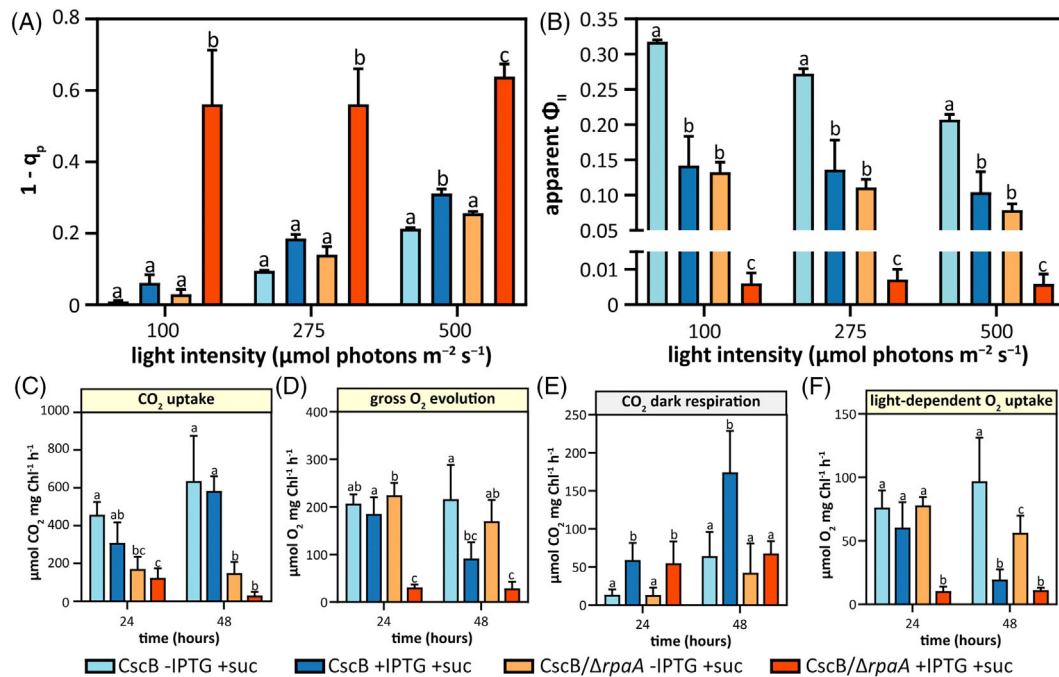 (A)
0.8
0.6
0.4
0.2
0
1 - qₚ
a a a b
a a a b
a b a c
100 275 500
light intensity (µmol photons m⁻² s⁻¹)
(B)
0.35
0.30
0.25
0.20
0.15
0.10
0.05
0.01
0
apparent Φ_II
a b b c
a b b c
a b b c
100 275 500
light intensity (µmol photons m⁻² s⁻¹)
(C)
CO₂ uptake
1000
800
600
400
200
0
µmol CO₂ mg Chl⁻¹ h⁻¹
a ab bc c
a a b b
24 48
time (hours)
(D)
gross O₂ evolution
400
300
200
100
0
µmol O₂ mg Chl⁻¹ h⁻¹
ab a b c
a bc ab c
24 48
time (hours)
(E)
CO₂ dark respiration
250
200
150
100
50
0
µmol CO₂ mg Chl⁻¹ h⁻¹
a b a b
a b a a
24 48
time (hours)
(F)
light-dependent O₂ uptake
150
100
50
0
µmol O₂ mg Chl⁻¹ h⁻¹
a a a b
a b c b
24 48
time (hours)
CscB -IPTG +suc
CscB +IPTG +suc
CscB/ΔrpaA -IPTG +suc
CscB/ΔrpaA +IPTG +suc